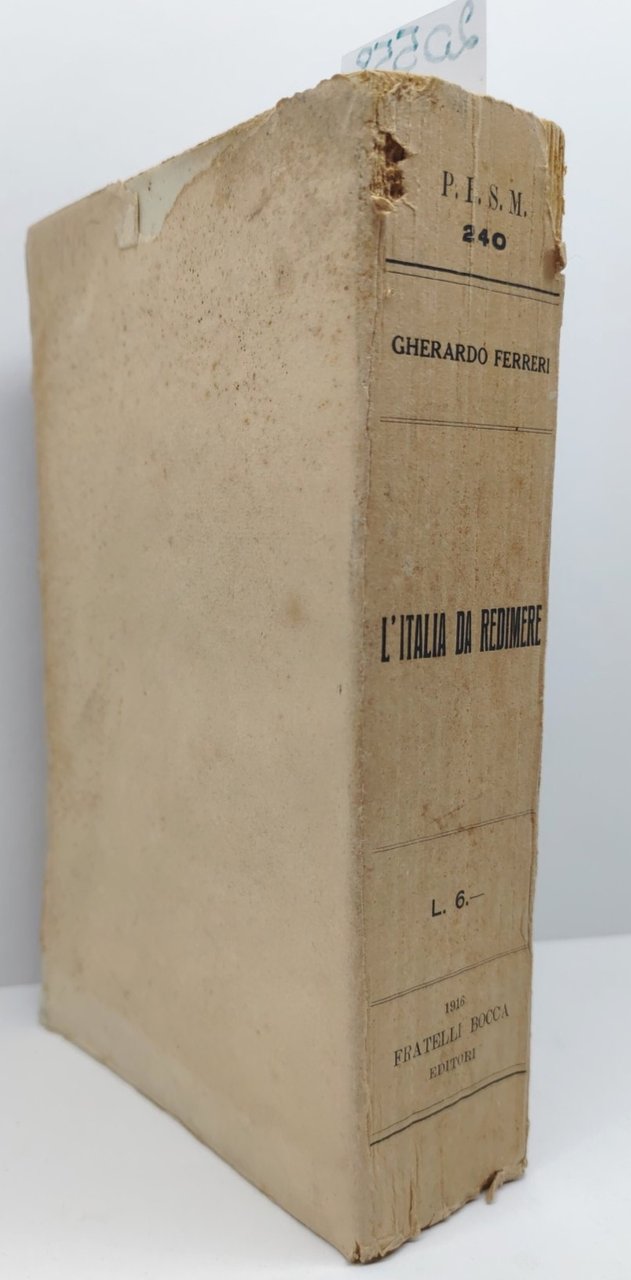 P. I. S. M.
240
GHERARDO FERRERI
L'ITALIA DA REDIMERE
L. 6.—
1916
FRATELLI BOCCA
EDITORI